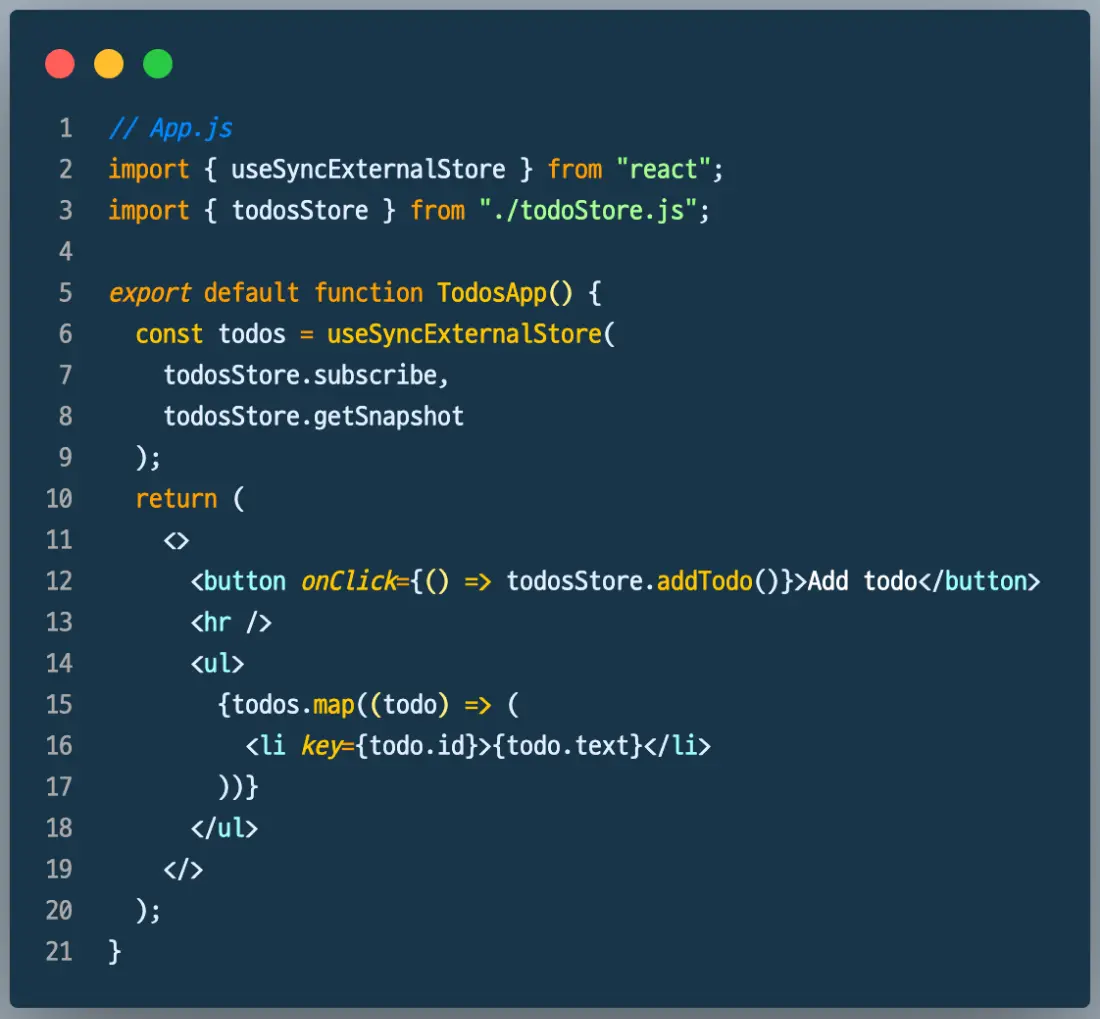 1 // App.js
2 import { useSyncExternalStore } from "react";
3 import { todosStore } from "./todoStore.js";
4
5 export default function TodosApp() {
6   const todos = useSyncExternalStore(
7     todosStore.subscribe,
8     todosStore.getSnapshot
9   );
10   return (
11     <>
12       <button onClick={() => todosStore.addTodo()}>Add todo</button>
13       <hr />
14       <ul>
15         {todos.map((todo) => (
16           <li key={todo.id}>{todo.text}</li>
17         ))}
18       </ul>
19     </>
20   );
21 }